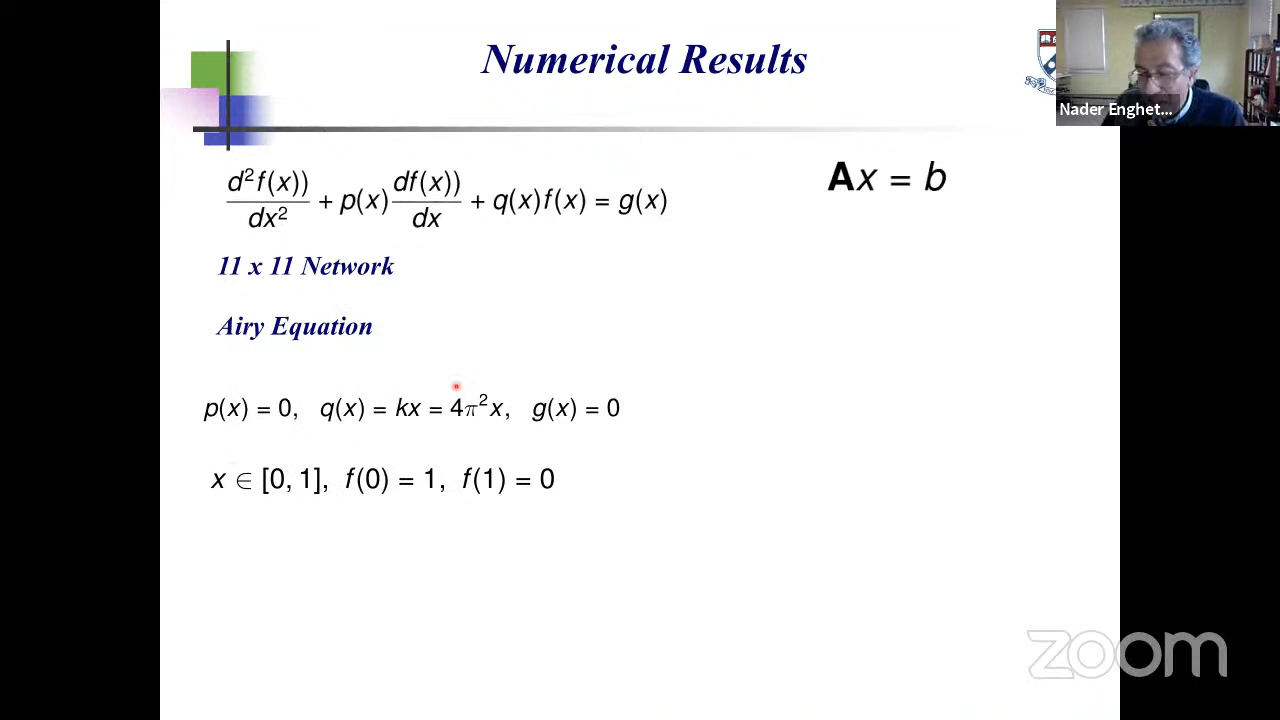 Numerical Results
Nader Enghet...
d²f(x))/dx² + p(x) df(x))/dx + q(x)f(x) = g(x)
Ax = b
11 x 11 Network
Airy Equation
p(x) = 0, q(x) = kx = 4π²x, g(x) = 0
x ∈ [0, 1], f(0) = 1, f(1) = 0
zoom